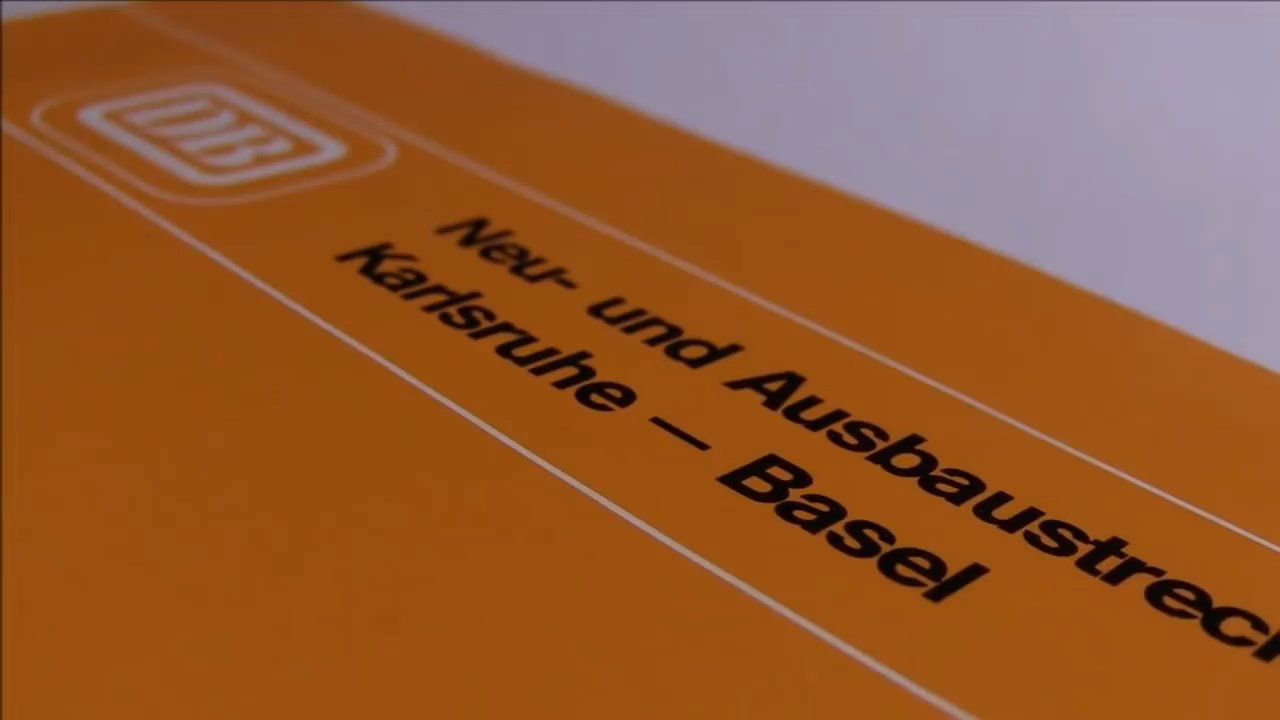 DB
Neu- und Ausbaustrec
Karlsruhe – Basel